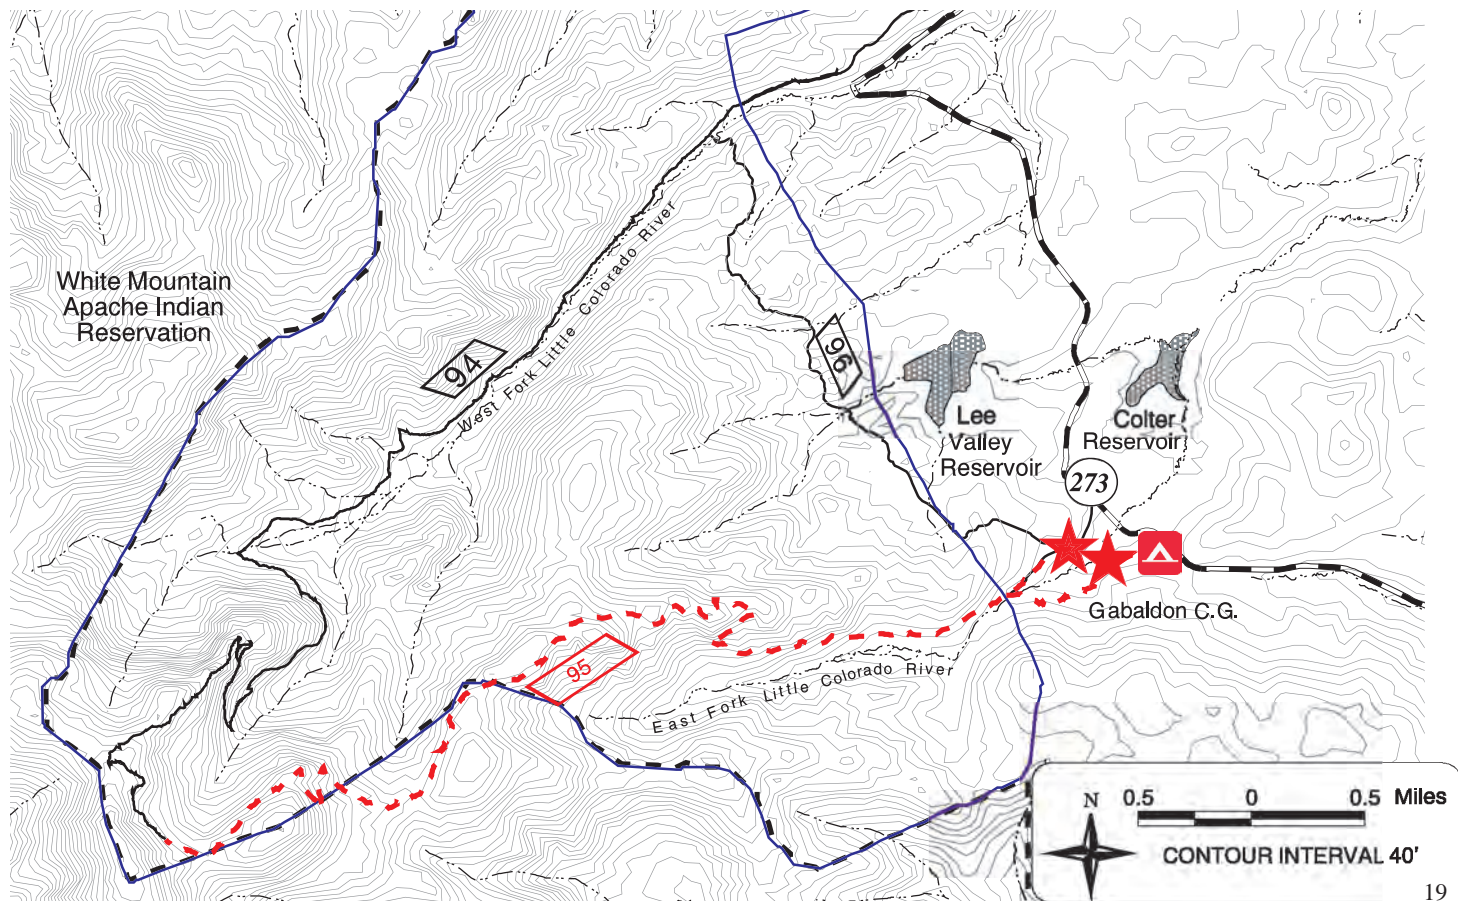 White Mountain
Apache Indian
Reservation
94
West Fork Little Colorado River
96
Lee
Valley
Reservoir
Colter
Reservoir
273
Gabaldon C.G.
95
East Fork Little Colorado River
N
0.5 0 0.5 Miles
CONTOUR INTERVAL 40'
19